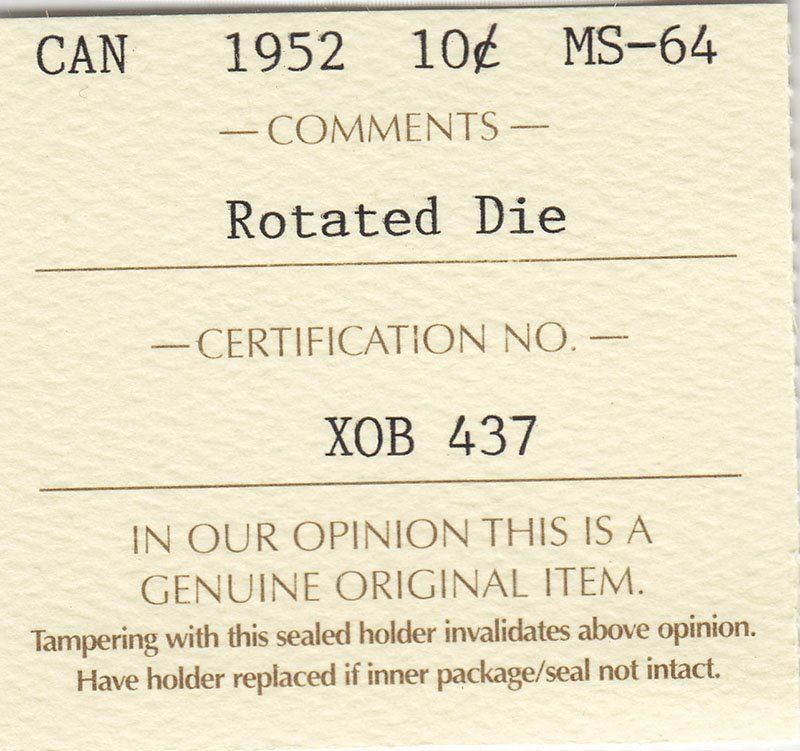 CAN 1952 10¢ MS-64
— COMMENTS —
Rotated Die
— CERTIFICATION NO. —
XOB 437
IN OUR OPINION THIS IS A
GENUINE ORIGINAL ITEM.
Tampering with this sealed holder invalidates above opinion.
Have holder replaced if inner package/seal not intact.